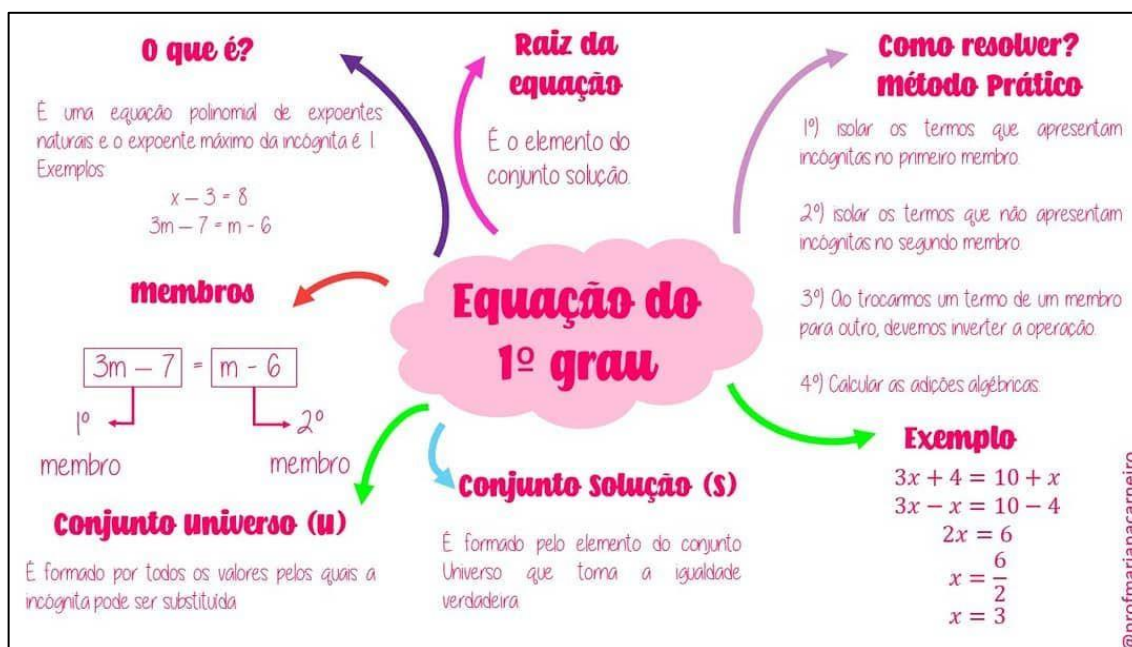 O que é?
É uma equação polinomial de expoentes
naturais e o expoente máximo da incógnita é 1.
Exemplos:
x – 3 = 8
3m – 7 = m - 6
Raiz da
equação
É o elemento do
conjunto solução.
Como resolver?
Método Prático
1º) isolar os termos que apresentam
incógnitas no primeiro membro.
2º) isolar os termos que não apresentam
incógnitas no segundo membro.
3º) Ao trocarmos um termo de um membro
para outro, devemos inverter a operação.
4º) Calcular as adições algébricas.
Membros
3m – 7 = m - 6
1º
membro
2º
membro
Equação do
1º grau
Conjunto Universo (U)
É formado por todos os valores pelos quais a
incógnita pode ser substituída
Conjunto Solução (S)
É formado pelo elemento do conjunto
Universo que torna a igualdade
verdadeira
Exemplo
3x + 4 = 10 + x
3x − x = 10 − 4
2x = 6
x = 6/2
x = 3
@profmarianacarneiro